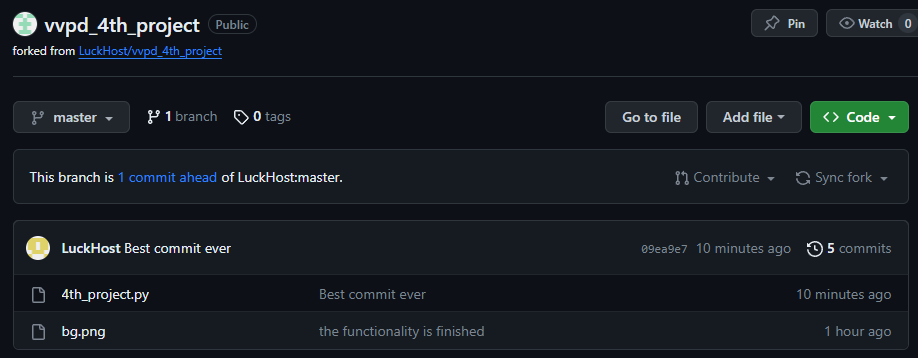 vvpd_4th_project Public Pin Watch 0
forked from LuckHost/vvpd_4th_project
master 1 branch 0 tags Go to file Add file <> Code
This branch is 1 commit ahead of LuckHost:master. Contribute Sync fork
LuckHost Best commit ever 09ea9e7 10 minutes ago 5 commits
4th_project.py Best commit ever 10 minutes ago
bg.png the functionality is finished 1 hour ago